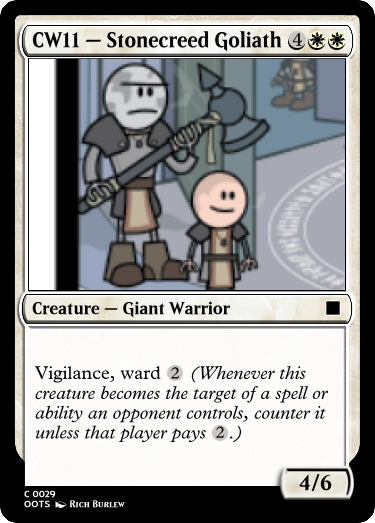 CW11 — Stonecreed Goliath 4
Creature — Giant Warrior
Vigilance, ward 2 (Whenever this
creature becomes the target of a spell or
ability an opponent controls, counter it
unless that player pays 2.)
4/6
C 0029
OOTS Rich Burlew